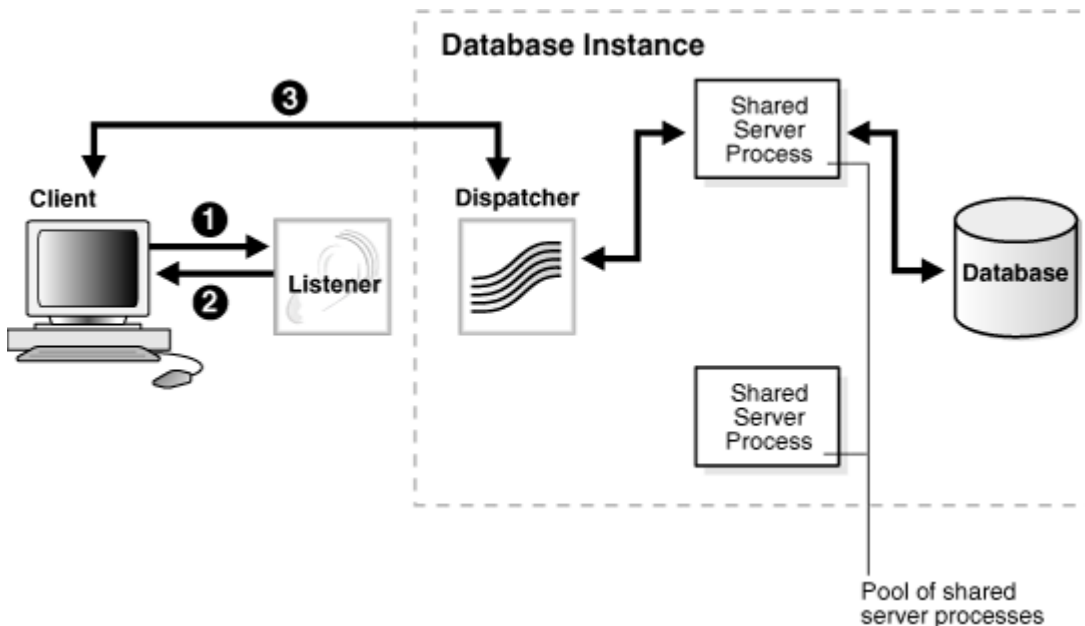 Database Instance
3
Shared
Server
Process
Client
Dispatcher
1
Listener
2
Database
Shared
Server
Process
Pool of shared
server processes